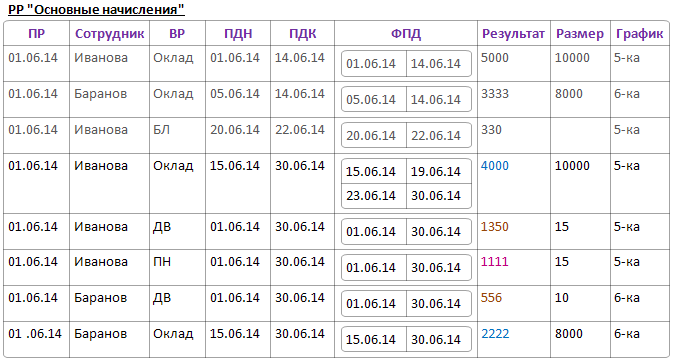 РР "Основные начисления"
ПР Сотрудник ВР ПДН ПДК ФПД Результат Размер График
01.06.14 Иванова Оклад 01.06.14 14.06.14 01.06.14 14.06.14 5000 10000 5-ка
01.06.14 Баранов Оклад 05.06.14 14.06.14 05.06.14 14.06.14 3333 8000 6-ка
01.06.14 Иванова БЛ 20.06.14 22.06.14 20.06.14 22.06.14 330 5-ка
01.06.14 Иванова Оклад 15.06.14 30.06.14 15.06.14 19.06.14 4000 10000 5-ка
23.06.14 30.06.14
01.06.14 Иванова ДВ 01.06.14 30.06.14 01.06.14 30.06.14 1350 15 5-ка
01.06.14 Иванова ПН 01.06.14 30.06.14 01.06.14 30.06.14 1111 15 5-ка
01.06.14 Баранов ДВ 01.06.14 30.06.14 01.06.14 30.06.14 556 10 6-ка
01 .06.14 Баранов Оклад 15.06.14 30.06.14 15.06.14 30.06.14 2222 8000 6-ка